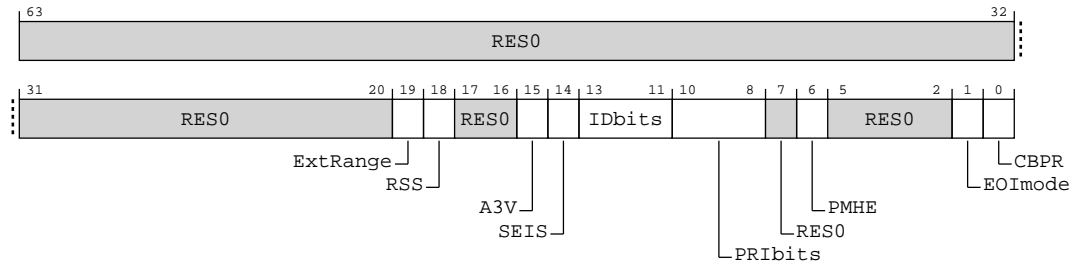 63 32
RES0
31 20 19 18 17 16 15 14 13 11 10 8 7 6 5 2 1 0
RES0 RES0 IDbits RES0
ExtRange CBPR
RSS EOImode
A3V PMHE
SEIS RES0
PRIbits